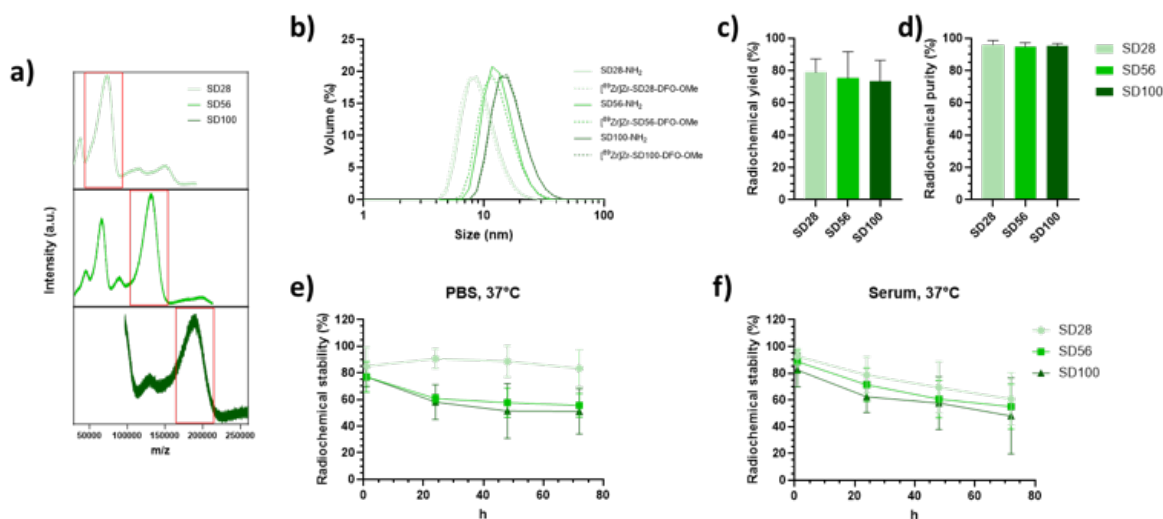 a)
SD28
SD56
SD100
Intensity (a.u.)
50000 100000 150000 200000 250000
m/z
b)
25
20
15
10
5
0
Volume (%)
1 10 100
Size (nm)
SD28-NH₂
[⁸⁹Zr]Zr-SD28-DFO-OMe
SD56-NH₂
[⁸⁹Zr]Zr-SD56-DFO-OMe
SD100-NH₂
[⁸⁹Zr]Zr-SD100-DFO-OMe
c)
Radiochemical yield (%)
100
80
60
40
20
0
SD28 SD56 SD100
d)
Radiochemical purity (%)
100
80
60
40
20
0
SD28 SD56 SD100
SD28
SD56
SD100
e)
PBS, 37°C
Radiochemical stability (%)
120
100
80
60
40
20
0
0 20 40 60 80
h
f)
Serum, 37°C
Radiochemical stability (%)
120
100
80
60
40
20
0
0 20 40 60 80
h
SD28
SD56
SD100